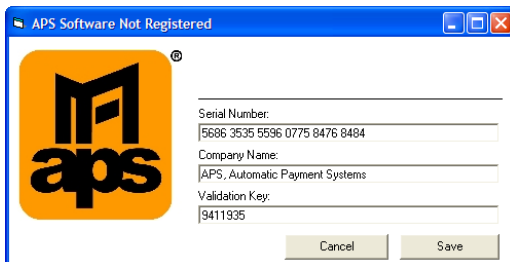 APS Software Not Registered
®
aps
Serial Number:
5686 3535 5596 0775 8476 8484
Company Name:
APS, Automatic Payment Systems
Validation Key:
9411935
Cancel Save